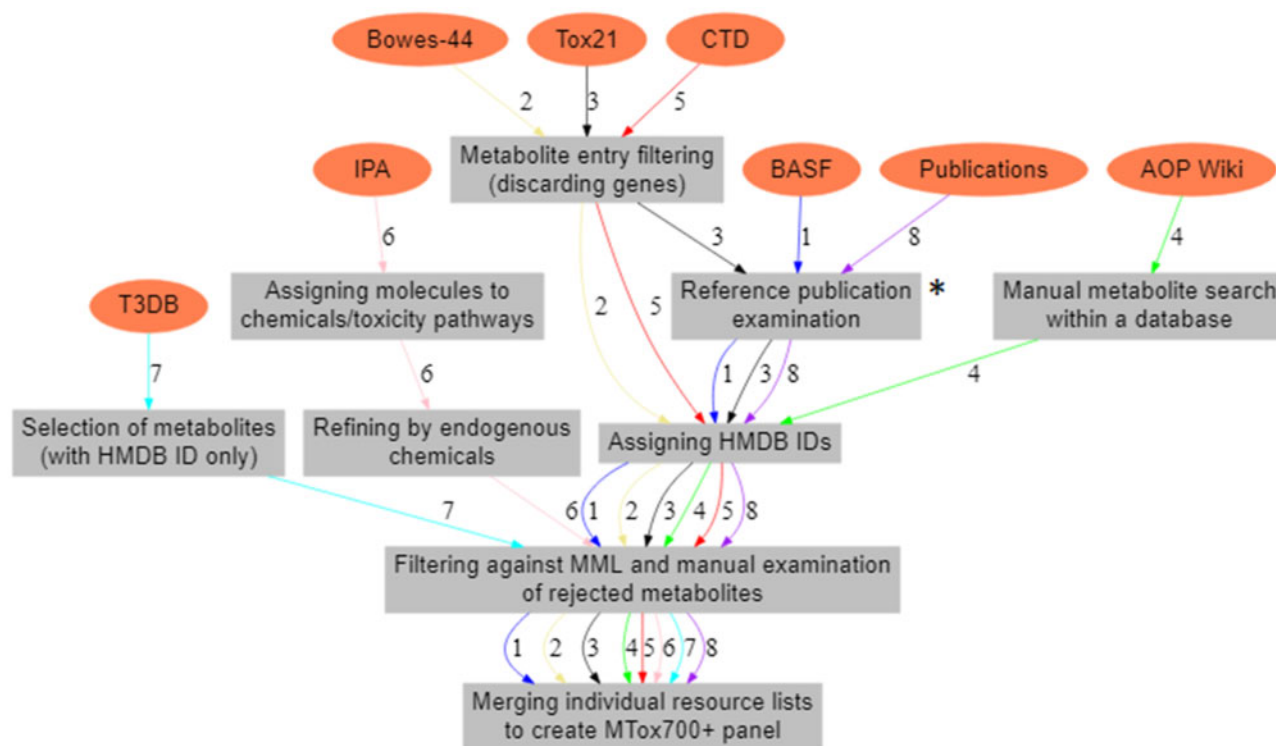 Bowes-44
Tox21
CTD
2
3
5
Metabolite entry filtering
(discarding genes)
IPA
BASF
Publications
AOP Wiki
6
3
1
8
4
T3DB
Assigning molecules to
chemicals/toxicity pathways
2
5
Reference publication
examination
*
Manual metabolite search
within a database
7
6
1
3
8
4
Selection of metabolites
(with HMDB ID only)
Refining by endogenous
chemicals
Assigning HMDB IDs
7
6
1
2
3
4
5
8
Filtering against MML and manual examination
of rejected metabolites
1
2
3
4
5
6
7
8
Merging individual resource lists
to create MTox700+ panel